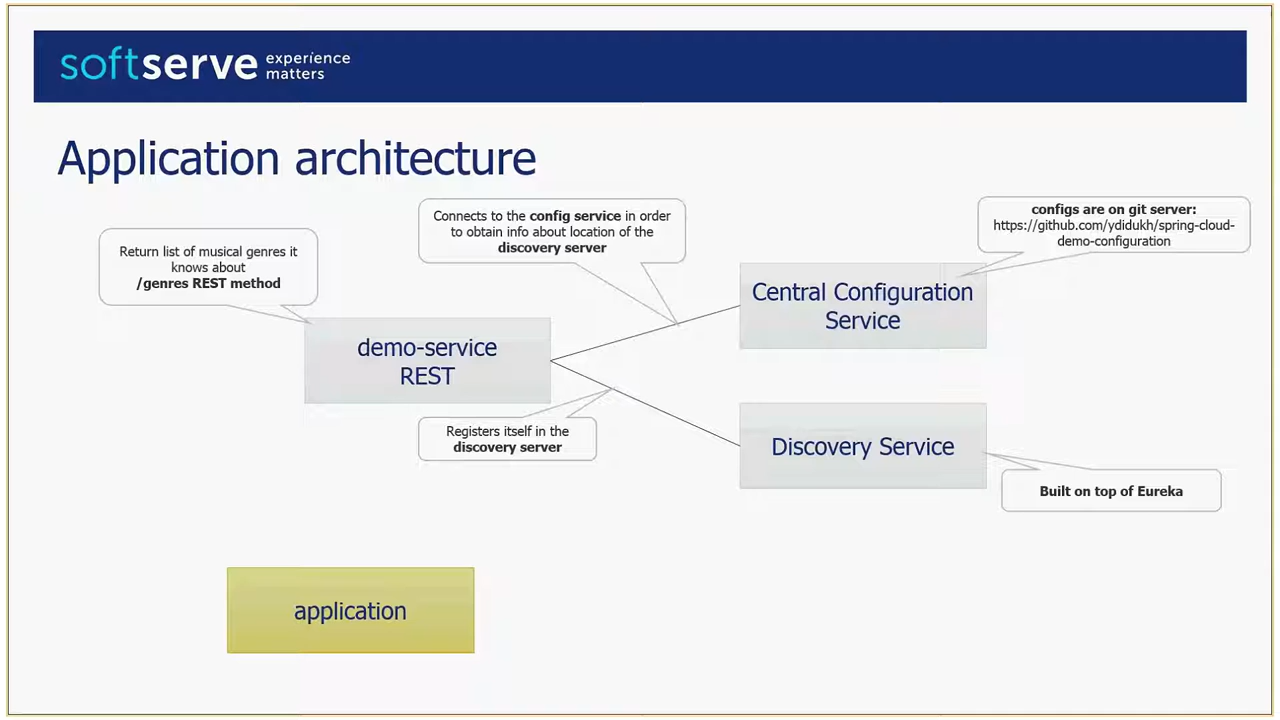 softserve experience
matters
Application architecture
Connects to the config service in order
to obtain info about location of the
discovery server
configs are on git server:
https://github.com/ydidukh/spring-cloud-
demo-configuration
Return list of musical genres it
knows about
/genres REST method
Central Configuration
Service
demo-service
REST
Registers itself in the
discovery server
Discovery Service
Built on top of Eureka
application